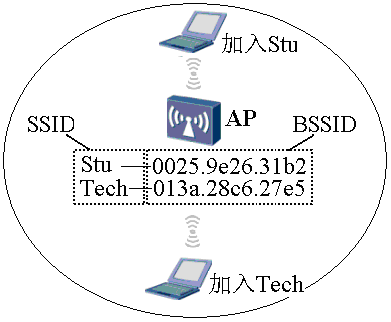 加入Stu
AP
SSID
BSSID
Stu 0025.9e26.31b2
Tech 013a.28c6.27e5
加入Tech